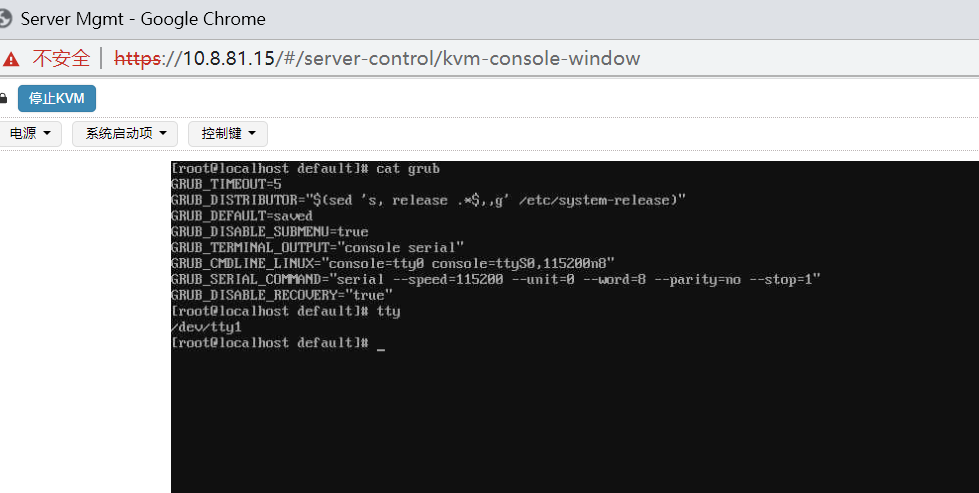 Server Mgmt - Google Chrome
不安全 | https://10.8.81.15/#/server-control/kvm-console-window
停止KVM
电源 系统启动项 控制键
[root@localhost default]# cat grub
GRUB_TIMEOUT=5
GRUB_DISTRIBUTOR="$(sed 's, release .*$,,g' /etc/system-release)"
GRUB_DEFAULT=saved
GRUB_DISABLE_SUBMENU=true
GRUB_TERMINAL_OUTPUT="console serial"
GRUB_CMDLINE_LINUX="console=tty0 console=ttyS0,115200n8"
GRUB_SERIAL_COMMAND="serial --speed=115200 --unit=0 --word=8 --parity=no --stop=1"
GRUB_DISABLE_RECOVERY="true"
[root@localhost default]# tty
/dev/tty1
[root@localhost default]# _